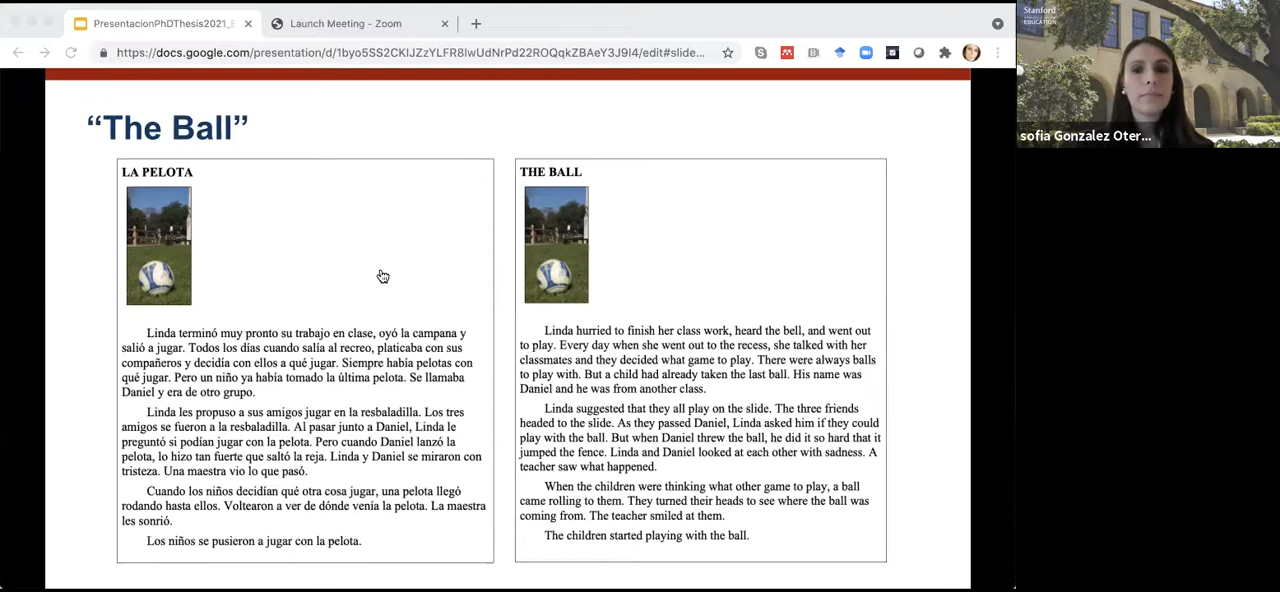 PresentacionPhDThesis2021_E
Launch Meeting - Zoom
https://docs.google.com/presentation/d/1byo5SS2CKIJZzYLFR8lwUdNrPd22ROQqkZBAeY3J9I4/edit#slide...
Stanford
EDUCATION
sofia Gonzalez Oter...
“The Ball”
LA PELOTA
Linda terminó muy pronto su trabajo en clase, oyó la campana y
salió a jugar. Todos los días cuando salía al recreo, platicaba con sus
compañeros y decidía con ellos a qué jugar. Siempre había pelotas con
qué jugar. Pero un niño ya había tomado la última pelota. Se llamaba
Daniel y era de otro grupo.
Linda les propuso a sus amigos jugar en la resbaladilla. Los tres
amigos se fueron a la resbaladilla. Al pasar junto a Daniel, Linda le
preguntó si podían jugar con la pelota. Pero cuando Daniel lanzó la
pelota, lo hizo tan fuerte que saltó la reja. Linda y Daniel se miraron con
tristeza. Una maestra vio lo que pasó.
Cuando los niños decidían qué otra cosa jugar, una pelota llegó
rodando hasta ellos. Voltearon a ver de dónde venía la pelota. La maestra
les sonrió.
Los niños se pusieron a jugar con la pelota.
THE BALL
Linda hurried to finish her class work, heard the bell, and went out
to play. Every day when she went out to the recess, she talked with her
classmates and they decided what game to play. There were always balls
to play with. But a child had already taken the last ball. His name was
Daniel and he was from another class.
Linda suggested that they all play on the slide. The three friends
headed to the slide. As they passed Daniel, Linda asked him if they could
play with the ball. But when Daniel threw the ball, he did it so hard that it
jumped the fence. Linda and Daniel looked at each other with sadness. A
teacher saw what happened.
When the children were thinking what other game to play, a ball
came rolling to them. They turned their heads to see where the ball was
coming from. The teacher smiled at them.
The children started playing with the ball.